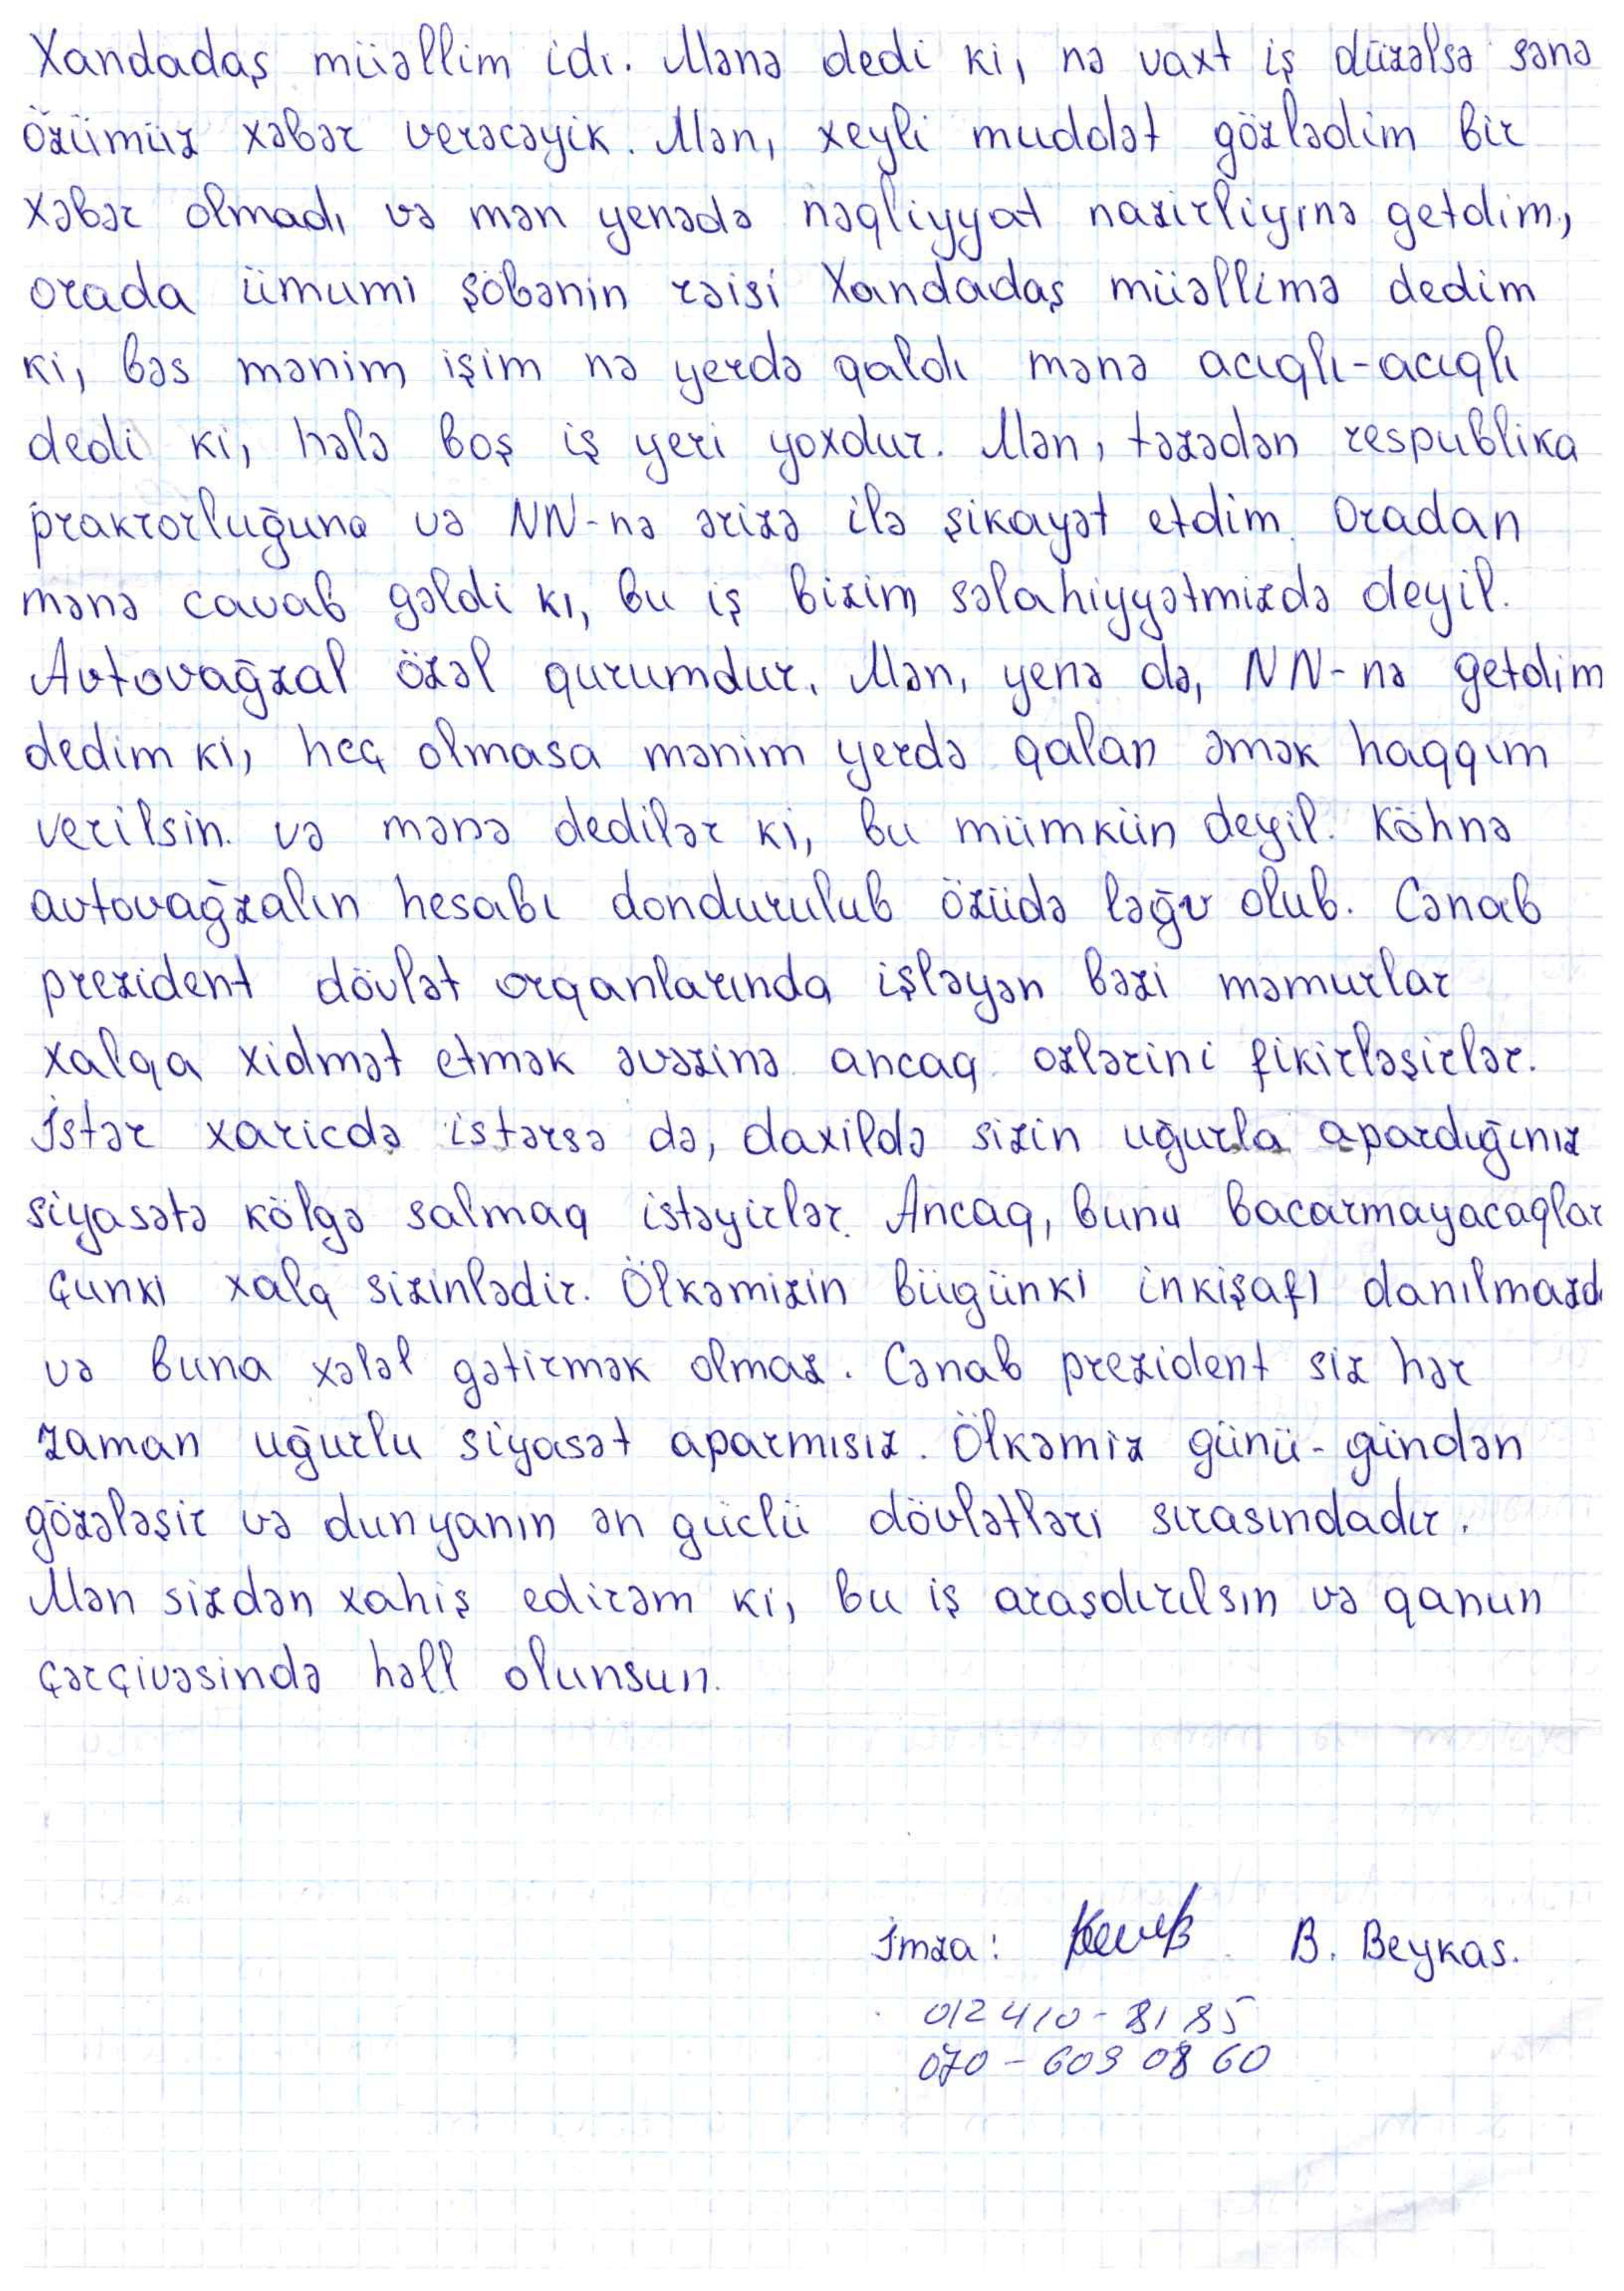 Xandadaş müəllim idi. Mənə dedi ki, nə vaxt iş düzəlsə sənə
özümüz xəbər verəcəyik. Mən, xeyli muddət gözlədim bir
xəbər olmadı və mən yenədə nəqliyyat nazirliyinə getdim,
orada ümumi şöbənin rəisi Xandadaş müəllimə dedim
ki, bəs mənim işim nə yerdə qaldı mənə acıqlı-acıqlı
dedi ki, hələ boş iş yeri yoxdur. Mən, təzədən respublika
prakrorluğuna və NN-nə ərizə ilə şikayət etdim. Oradan
mənə cavab gəldi kı, bu iş bizim səlahiyyətmizdə deyil.
Avtovağzal özəl qurumdur. Mən, yenə də, NN-nə getdim
dedim ki, heç olmasa mənim yerdə qalan əmək haqqım
verilsin. və mənə dedilər ki, bu mümkün deyil. Köhnə
avtovağzalın hesabı dondurulub özüdə ləğv olub. Cənab
prezident dövlət orqanlarında işləyən bəzi məmurlar
xalqa xidmət etmək əvəzinə ancaq ozlərini fikirləşirlər.
İstər xaricdə istərsə də, daxildə sizin uğurla apardığınız
siyasətə kölgə salmaq istəyirlər. Ancaq, bunu bacarmayacaqlar
çunki xalq sizinlədir. Ölkəmizin bügünki inkişafı danılmazdı
və buna xələl gətirmək olmaz. Cənab prezident siz hər
zaman uğurlu siyasət aparmısız. Ölkəmiz günü-gündən
gözələşir və dunyanın ən güclü dövlətləri sırasındadır.
Mən sizdən xahiş edirəm ki, bu iş araşdırılsın və qanun
çərçivəsində həll olunsun.
İmza: B. Beykas.
012 410-81 85
070-609 08 60